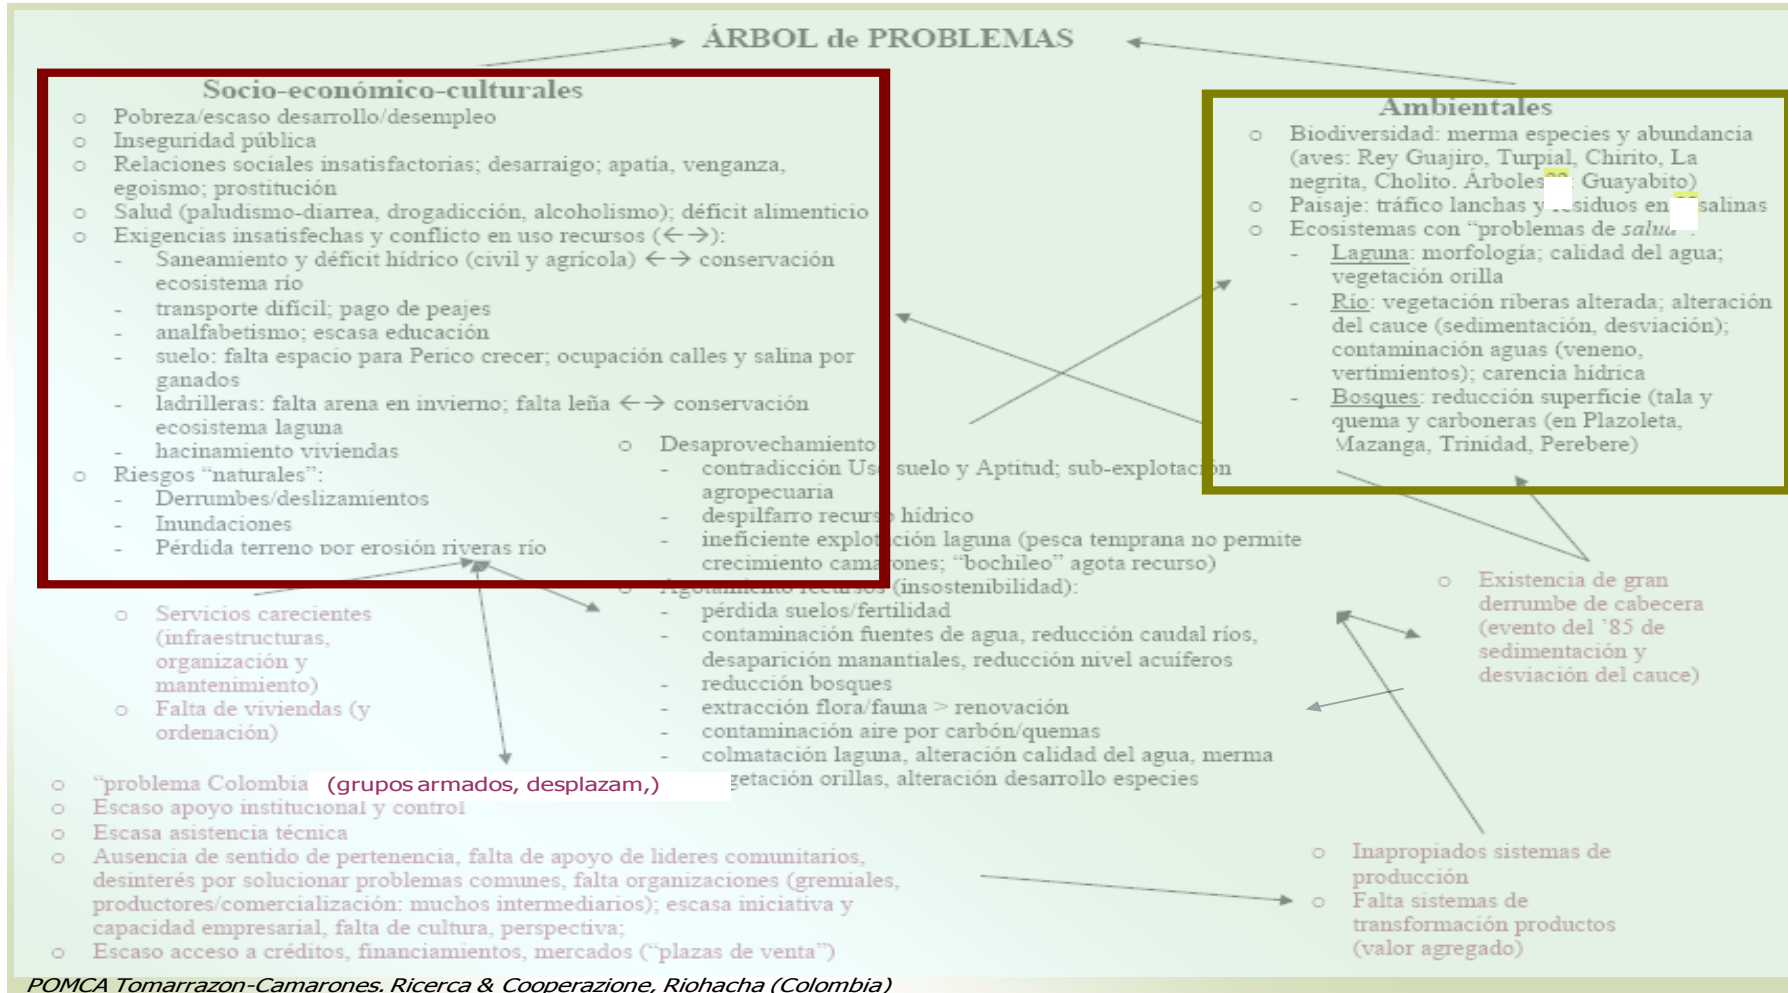 ÁRBOL de PROBLEMAS
Socio-económico-culturales
o Pobreza/escaso desarrollo/desempleo
o Inseguridad pública
o Relaciones sociales insatisfactorias; desarraigo; apatía, venganza,
egoismo; prostitución
o Salud (paludismo-diarrea, drogadicción, alcoholismo); déficit alimenticio
o Exigencias insatisfechas y conflicto en uso recursos (←→):
- Saneamiento y déficit hídrico (civil y agrícola) ←→ conservación
ecosistema río
- transporte difícil; pago de peajes
- analfabetismo; escasa educación
- suelo: falta espacio para Perico crecer; ocupación calles y salina por
ganados
- ladrilleras: falta arena en invierno; falta leña ←→ conservación
ecosistema laguna
- hacinamiento viviendas
o Riesgos “naturales”:
- Derrumbes/deslizamientos
- Inundaciones
- Pérdida terreno por erosión riveras río
Ambientales
o Biodiversidad: merma especies y abundancia
(aves: Rey Guajiro, Turpial, Chirito, La
negrita, Cholito. Árboles Guayabito)
o Paisaje: tráfico lanchas y residuos en salinas
o Ecosistemas con “problemas de salud”:
- Laguna: morfología; calidad del agua;
vegetación orilla
- Río: vegetación riberas alterada; alteración
del cauce (sedimentación, desviación);
contaminación aguas (veneno,
vertimientos); carencia hídrica
- Bosques: reducción superficie (tala y
quema y carboneras (en Plazoleta,
Mazanga, Trinidad, Perebere)
o Desaprovechamiento
- contradicción Uso suelo y Aptitud; sub-explotación
agropecuaria
- despilfarro recurso hídrico
- ineficiente explotación laguna (pesca temprana no permite
crecimiento camarones; “bochileo” agota recurso)
o Agotamiento recursos (insostenibilidad):
- pérdida suelos/fertilidad
- contaminación fuentes de agua, reducción caudal ríos,
desaparición manantiales, reducción nivel acuíferos
- reducción bosques
- extracción flora/fauna > renovación
- contaminación aire por carbón/quemas
- colmatación laguna, alteración calidad del agua, merma
vegetación orillas, alteración desarrollo especies
o Servicios carecientes
(infraestructuras,
organización y
mantenimiento)
o Falta de viviendas (y
ordenación)
o Existencia de gran
derrumbe de cabecera
(evento del ’85 de
sedimentación y
desviación del cauce)
o “problema Colombia (grupos armados, desplazam,)
o Escaso apoyo institucional y control
o Escasa asistencia técnica
o Ausencia de sentido de pertenencia, falta de apoyo de lideres comunitarios,
desinterés por solucionar problemas comunes, falta organizaciones (gremiales,
productores/comercialización: muchos intermediarios); escasa iniciativa y
capacidad empresarial, falta de cultura, perspectiva;
o Escaso acceso a créditos, financiamientos, mercados (“plazas de venta”)
o Inapropiados sistemas de
producción
o Falta sistemas de
transformación productos
(valor agregado)
POMCA Tomarrazon-Camarones. Ricerca & Cooperazione, Riohacha (Colombia)